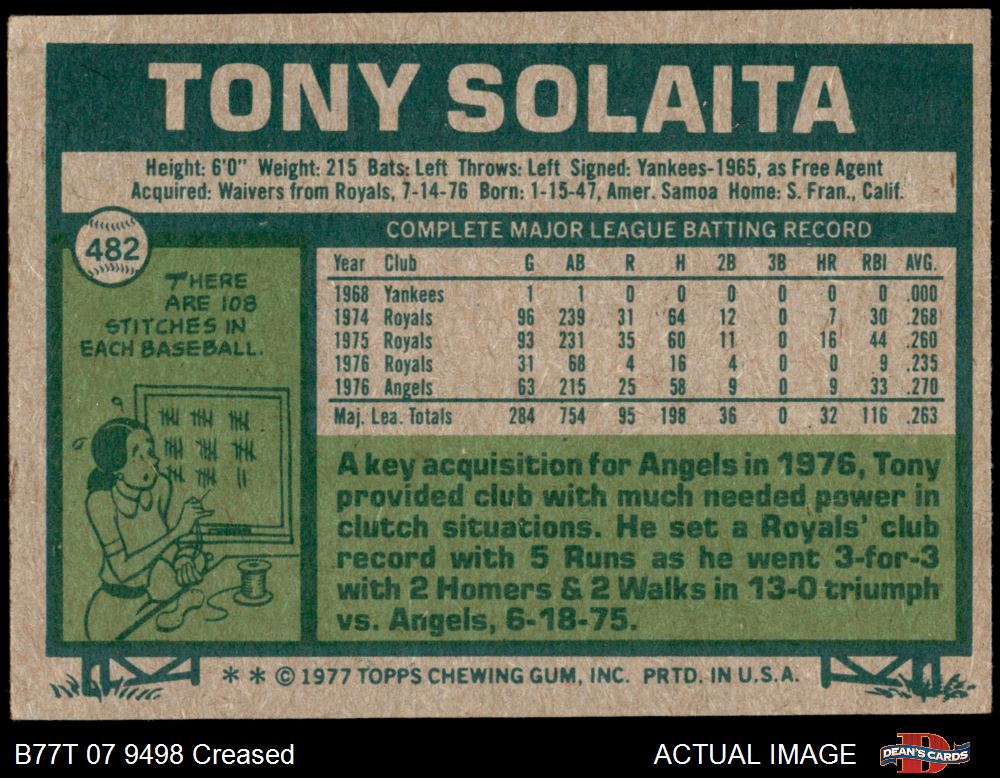 TONY SOLAITA
Height: 6'0" Weight: 215 Bats: Left Throws: Left Signed: Yankees-1965, as Free Agent
Acquired: Waivers from Royals, 7-14-76 Born: 1-15-47, Amer. Samoa Home: S. Fran., Calif.
482
THERE
ARE 108
STITCHES IN
EACH BASEBALL.
COMPLETE MAJOR LEAGUE BATTING RECORD
Year Club G AB R H 2B 3B HR RBI AVG.
1968 Yankees 1 1 0 0 0 0 0 0 .000
1974 Royals 96 239 31 64 12 0 7 30 .268
1975 Royals 93 231 35 60 11 0 16 44 .260
1976 Royals 31 68 4 16 4 0 0 9 .235
1976 Angels 63 215 25 58 9 0 9 33 .270
Maj. Lea. Totals 284 754 95 198 36 0 32 116 .263
A key acquisition for Angels in 1976, Tony
provided club with much needed power in
clutch situations. He set a Royals' club
record with 5 Runs as he went 3-for-3
with 2 Homers & 2 Walks in 13-0 triumph
vs. Angels, 6-18-75.
* * © 1977 TOPPS CHEWING GUM, INC. PRTD. IN U.S.A.
B77T 07 9498 Creased
ACTUAL IMAGE
DEAN'S CARDS